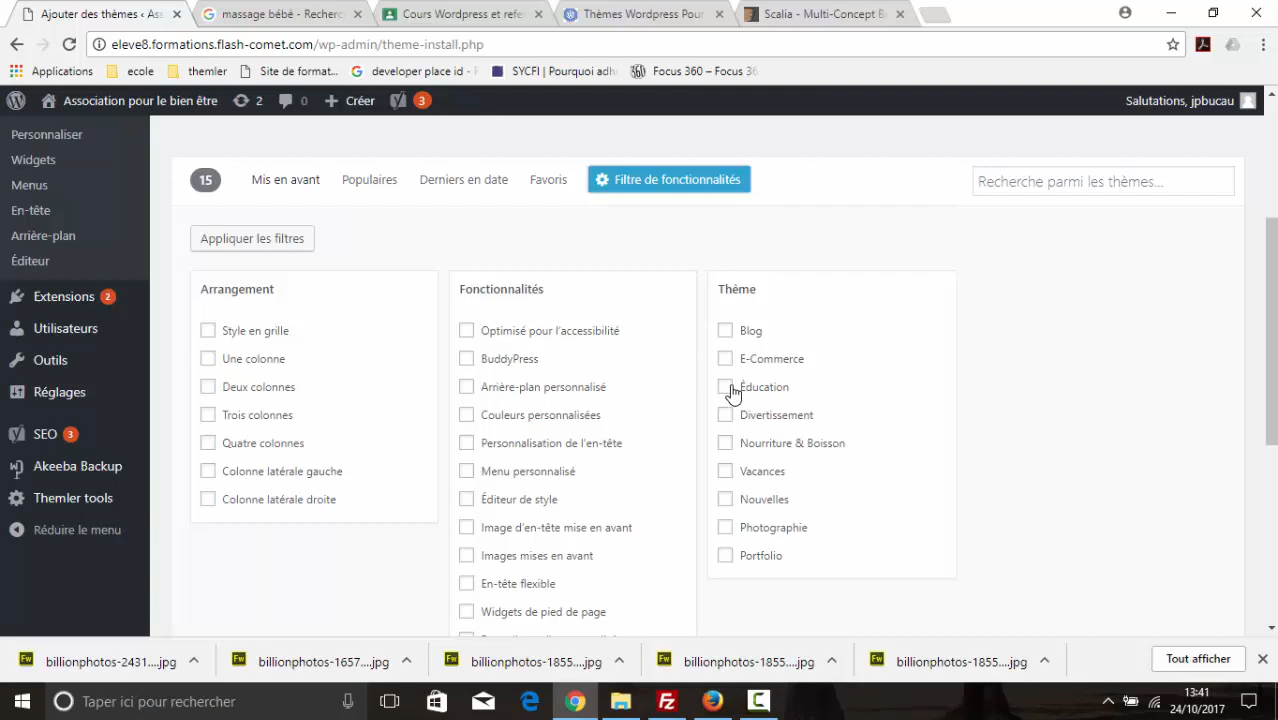 Ajouter des thèmes ‹ Ass
massage bébé - Recherc
Cours Wordpress et refe
Thèmes Wordpress Pour
Scalia - Multi-Concept B
eleve8.formations.flash-comet.com/wp-admin/theme-install.php
Applications
ecole
themler
Site de format...
developer place id -
SYCFI | Pourquoi adh
Focus 360 – Focus 36
Association pour le bien être
2
0
Créer
3
Salutations, jpbucau
Personnaliser
Widgets
Menus
En-tête
Arrière-plan
Éditeur
Extensions 2
Utilisateurs
Outils
Réglages
SEO 3
Akeeba Backup
Themler tools
Réduire le menu
15
Mis en avant
Populaires
Derniers en date
Favoris
Filtre de fonctionnalités
Recherche parmi les thèmes...
Appliquer les filtres
Arrangement
Style en grille
Une colonne
Deux colonnes
Trois colonnes
Quatre colonnes
Colonne latérale gauche
Colonne latérale droite
Fonctionnalités
Optimisé pour l'accessibilité
BuddyPress
Arrière-plan personnalisé
Couleurs personnalisées
Personnalisation de l'en-tête
Menu personnalisé
Éditeur de style
Image d'en-tête mise en avant
Images mises en avant
En-tête flexible
Widgets de pied de page
Thème
Blog
E-Commerce
Éducation
Divertissement
Nourriture & Boisson
Vacances
Nouvelles
Photographie
Portfolio
billionphotos-2431....jpg
billionphotos-1657....jpg
billionphotos-1855....jpg
billionphotos-1855....jpg
billionphotos-1855....jpg
Tout afficher
Taper ici pour rechercher
13:41
24/10/2017